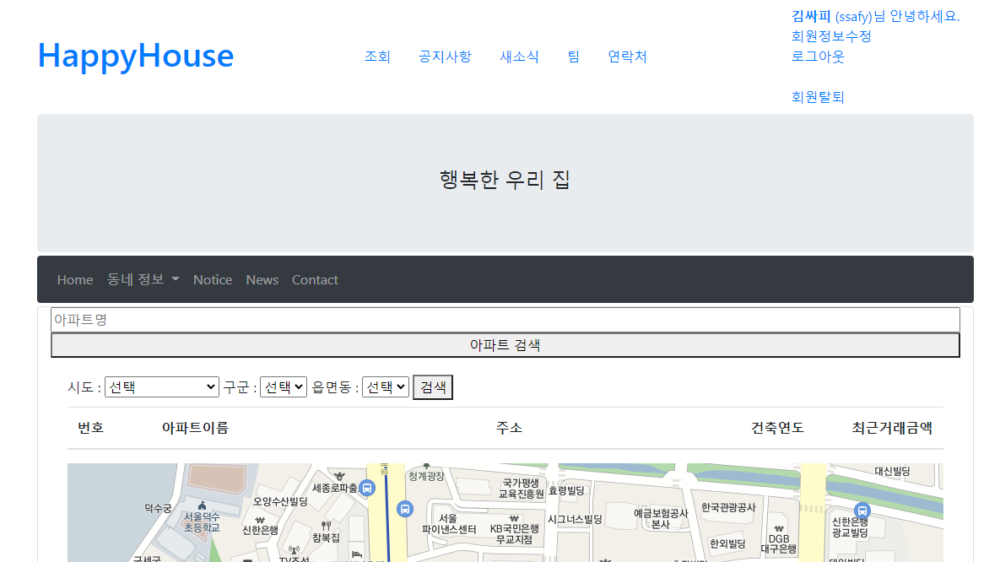 김싸피 (ssafy)님 안녕하세요.
회원정보수정
로그아웃
회원탈퇴
HappyHouse
조회 공지사항 새소식 팀 연락처
행복한 우리 집
Home 동네 정보 Notice News Contact
아파트명
아파트 검색
시도 : 선택 구군 : 선택 읍면동 : 선택 검색
번호 아파트이름 주소 건축연도 최근거래금액
세종로파출
청계광장
국가평생
교육진흥원
효령빌딩
대신빌딩
덕수궁
오양수산빌딩
서울덕수
초등학교
신한은행
참복집
서울
파이낸스센터
KB국민은행
무교지점
시그너스빌딩
예금보험공사
본사
한국관광공사
한외빌딩
DGB
대구은행
신한은행
광교빌딩
TV조선